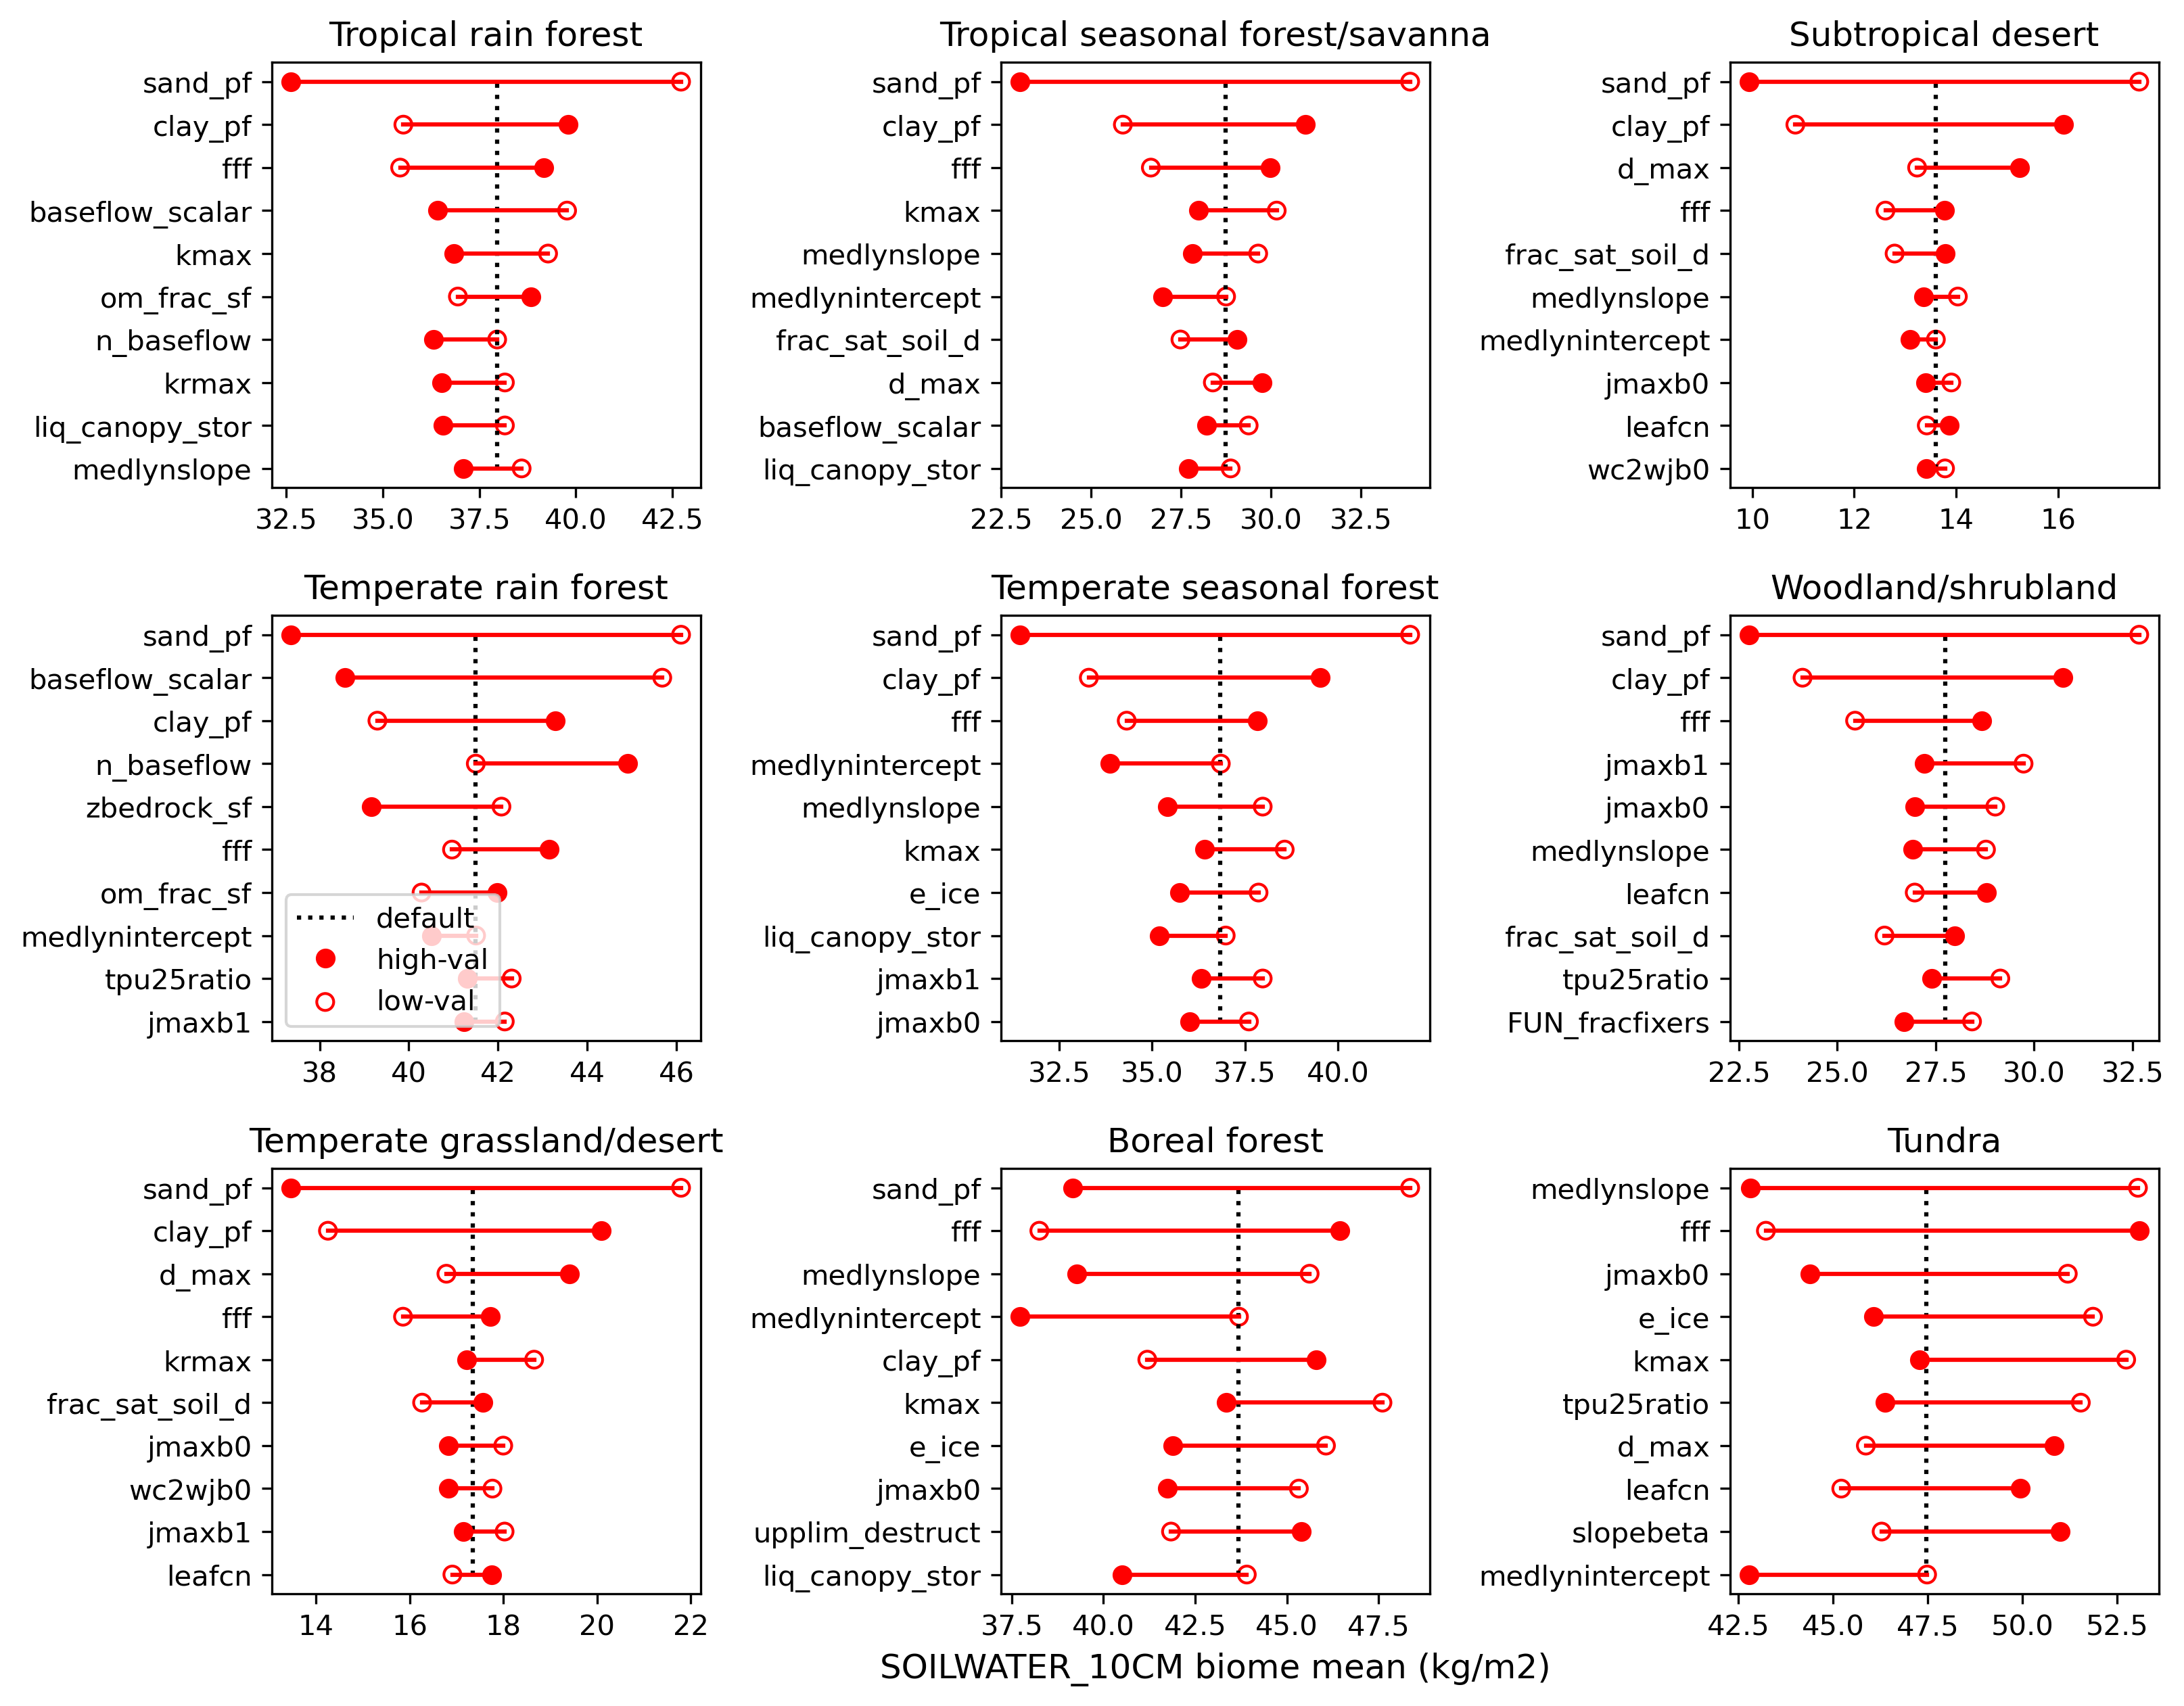 Tropical rain forest
sand_pf
clay_pf
fff
baseflow_scalar
kmax
om_frac_sf
n_baseflow
krmax
liq_canopy_stor
medlynslope
32.5 35.0 37.5 40.0 42.5
Tropical seasonal forest/savanna
sand_pf
clay_pf
fff
kmax
medlynslope
medlynintercept
frac_sat_soil_d
d_max
baseflow_scalar
liq_canopy_stor
22.5 25.0 27.5 30.0 32.5
Subtropical desert
sand_pf
clay_pf
d_max
fff
frac_sat_soil_d
medlynslope
medlynintercept
jmaxb0
leafcn
wc2wjb0
10 12 14 16
Temperate rain forest
sand_pf
baseflow_scalar
clay_pf
n_baseflow
zbedrock_sf
fff
om_frac_sf
medlynintercept
tpu25ratio
jmaxb1
default
high-val
low-val
38 40 42 44 46
Temperate seasonal forest
sand_pf
clay_pf
fff
medlynintercept
medlynslope
kmax
e_ice
liq_canopy_stor
jmaxb1
jmaxb0
32.5 35.0 37.5 40.0
Woodland/shrubland
sand_pf
clay_pf
fff
jmaxb1
jmaxb0
medlynslope
leafcn
frac_sat_soil_d
tpu25ratio
FUN_fracfixers
22.5 25.0 27.5 30.0 32.5
Temperate grassland/desert
sand_pf
clay_pf
d_max
fff
krmax
frac_sat_soil_d
jmaxb0
wc2wjb0
jmaxb1
leafcn
14 16 18 20 22
Boreal forest
sand_pf
fff
medlynslope
medlynintercept
clay_pf
kmax
e_ice
jmaxb0
upplim_destruct
liq_canopy_stor
37.5 40.0 42.5 45.0 47.5
Tundra
medlynslope
fff
jmaxb0
e_ice
kmax
tpu25ratio
d_max
leafcn
slopebeta
medlynintercept
42.5 45.0 47.5 50.0 52.5
SOILWATER_10CM biome mean (kg/m2)